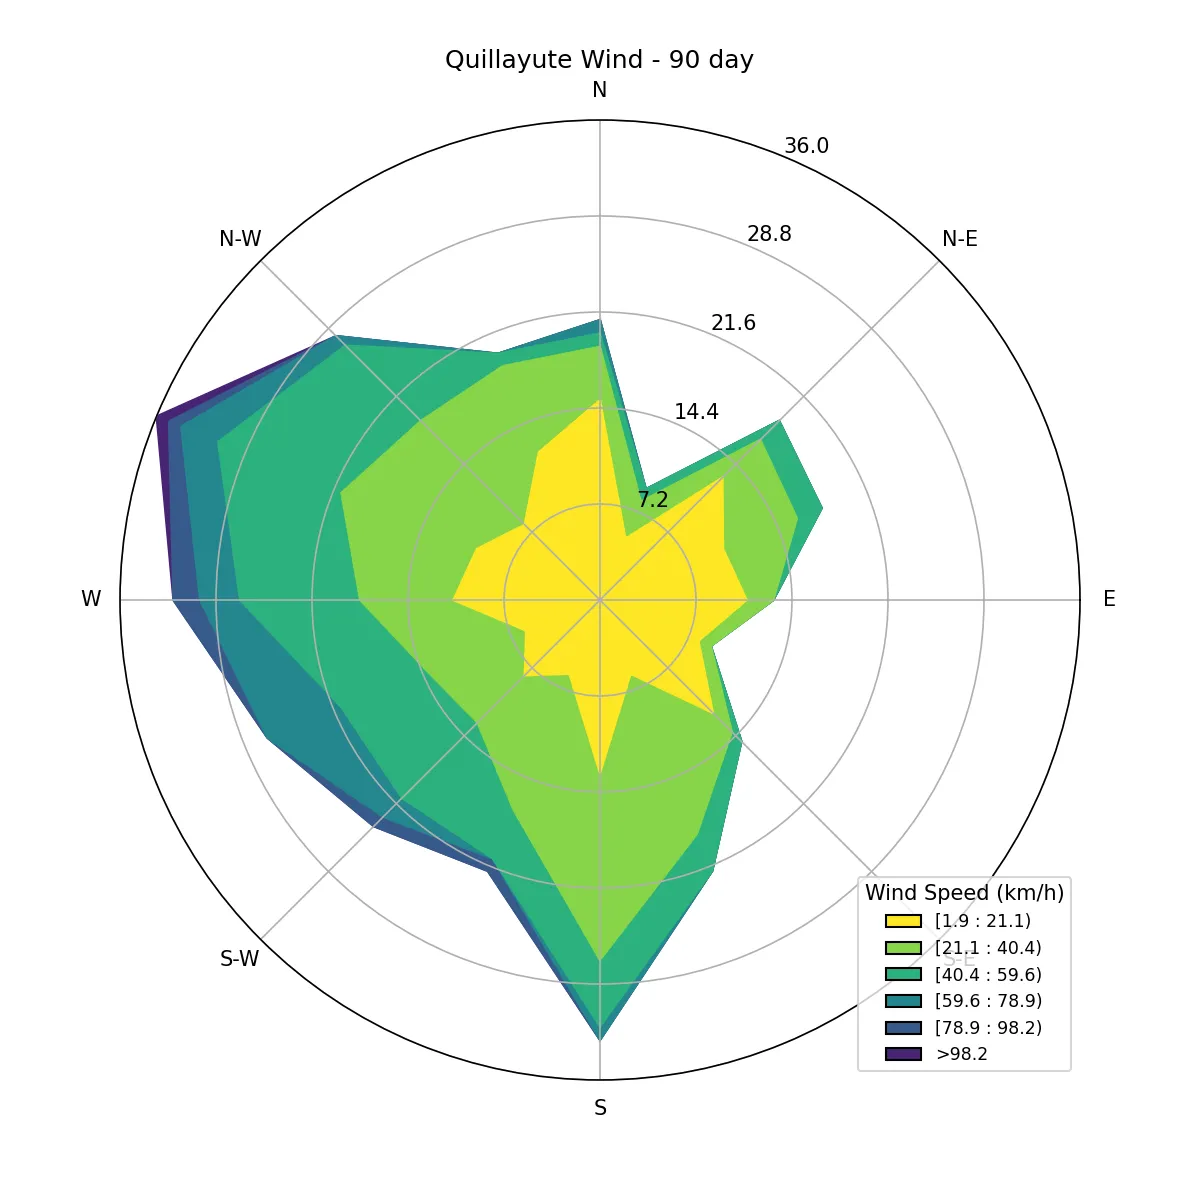 Quillayute Wind - 90 day
N
36.0
28.8
N-W
N-E
21.6
14.4
7.2
W
E
Wind Speed (km/h)
[1.9 : 21.1)
[21.1 : 40.4)
S-W
S-E
[40.4 : 59.6)
[59.6 : 78.9)
[78.9 : 98.2)
>98.2
S